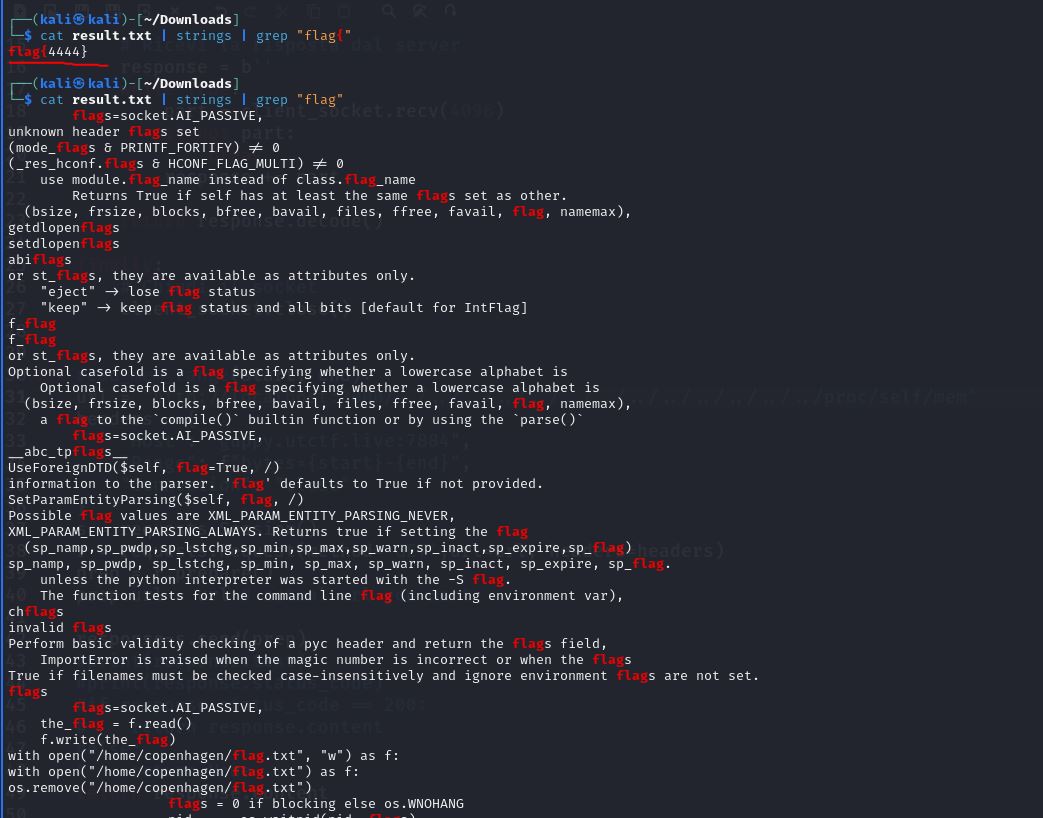 ┌──(kali㉿kali)-[~/Downloads]
└─$ cat result.txt | strings | grep "flag{"
flag{4444}
┌──(kali㉿kali)-[~/Downloads]
└─$ cat result.txt | strings | grep "flag"
flags=socket.AI_PASSIVE,
unknown header flags set
(mode_flags & PRINTF_FORTIFY) ≠ 0
(_res_hconf.flags & HCONF_FLAG_MULTI) ≠ 0
use module.flag_name instead of class.flag_name
Returns True if self has at least the same flags set as other.
(bsize, frsize, blocks, bfree, bavail, files, ffree, favail, flag, namemax),
getdlopenflags
setdlopenflags
abiflags
or st_flags, they are available as attributes only.
"eject" → lose flag status
"keep" → keep flag status and all bits [default for IntFlag]
f_flag
f_flag
or st_flags, they are available as attributes only.
Optional casefold is a flag specifying whether a lowercase alphabet is
Optional casefold is a flag specifying whether a lowercase alphabet is
(bsize, frsize, blocks, bfree, bavail, files, ffree, favail, flag, namemax),
a flag to the `compile()` builtin function or by using the `parse()`
flags=socket.AI_PASSIVE,
__abc_tpflags__
UseForeignDTD($self, flag=True, /)
information to the parser. 'flag' defaults to True if not provided.
SetParamEntityParsing($self, flag, /)
Possible flag values are XML_PARAM_ENTITY_PARSING_NEVER,
XML_PARAM_ENTITY_PARSING_ALWAYS. Returns true if setting the flag
(sp_namp,sp_pwdp,sp_lstchg,sp_min,sp_max,sp_warn,sp_inact,sp_expire,sp_flag)
sp_namp, sp_pwdp, sp_lstchg, sp_min, sp_max, sp_warn, sp_inact, sp_expire, sp_flag.
unless the python interpreter was started with the -S flag.
The function tests for the command line flag (including environment var),
chflags
invalid flags
Perform basic validity checking of a pyc header and return the flags field,
ImportError is raised when the magic number is incorrect or when the flags
True if filenames must be checked case-insensitively and ignore environment flags are not set.
flags
flags=socket.AI_PASSIVE,
the_flag = f.read()
f.write(the_flag)
with open("/home/copenhagen/flag.txt", "w") as f:
with open("/home/copenhagen/flag.txt") as f:
os.remove("/home/copenhagen/flag.txt")
flags = 0 if blocking else os.WNOHANG